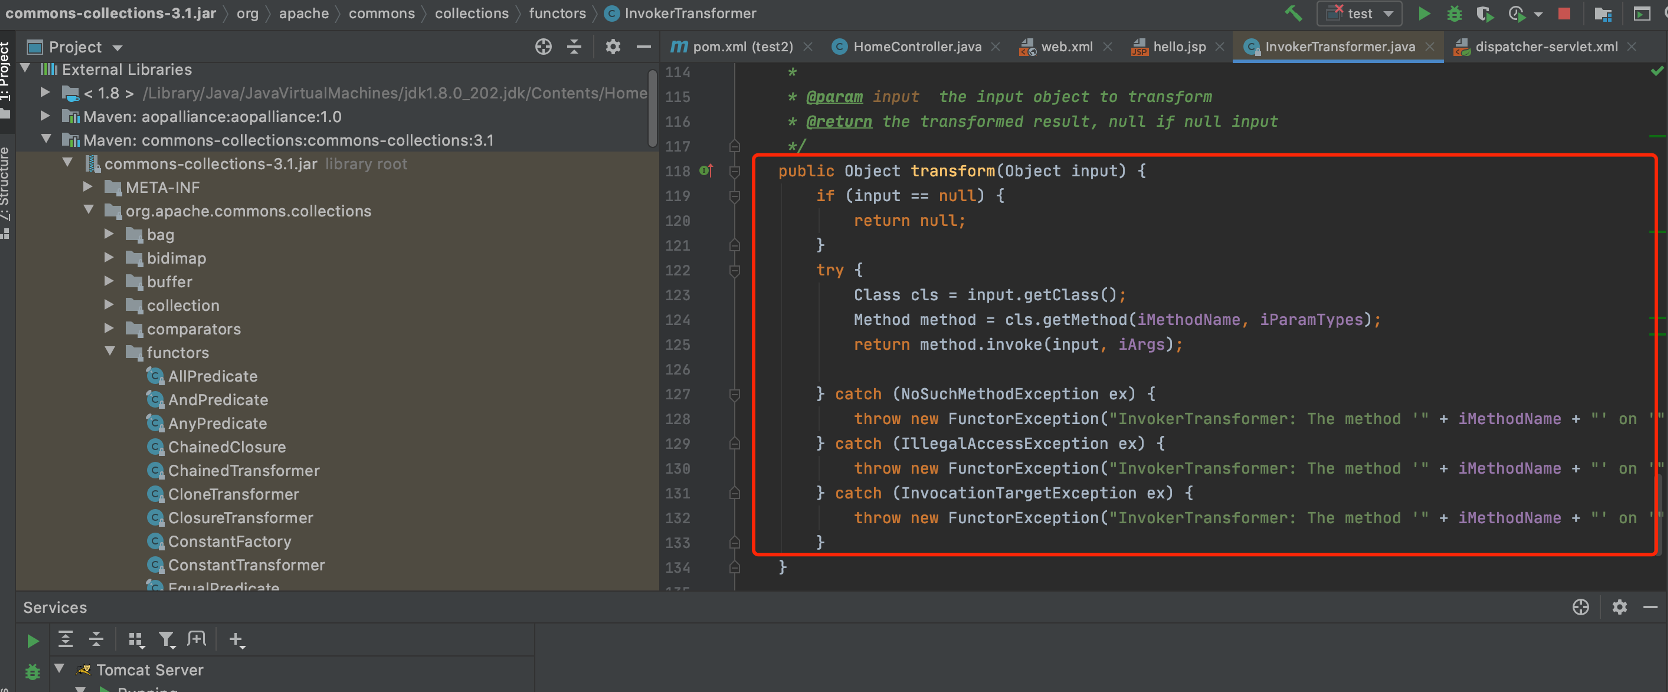 commons-collections-3.1.jar org apache commons collections functors InvokerTransformer
test
Project
pom.xml (test2) HomeController.java web.xml hello.jsp InvokerTransformer.java dispatcher-servlet.xml
1: Project
7: Structure
External Libraries
< 1.8 > /Library/Java/JavaVirtualMachines/jdk1.8.0_202.jdk/Contents/Home
Maven: aopalliance:aopalliance:1.0
Maven: commons-collections:commons-collections:3.1
commons-collections-3.1.jar library root
META-INF
org.apache.commons.collections
bag
bidimap
buffer
collection
comparators
functors
AllPredicate
AndPredicate
AnyPredicate
ChainedClosure
ChainedTransformer
CloneTransformer
ClosureTransformer
ConstantFactory
ConstantTransformer
EqualPredicate
114 *
115 * @param input the input object to transform
116 * @return the transformed result, null if null input
117 */
118 public Object transform(Object input) {
119 if (input == null) {
120 return null;
121 }
122 try {
123 Class cls = input.getClass();
124 Method method = cls.getMethod(iMethodName, iParamTypes);
125 return method.invoke(input, iArgs);
126
127 } catch (NoSuchMethodException ex) {
128 throw new FunctorException("InvokerTransformer: The method '" + iMethodName + "' on '"
129 } catch (IllegalAccessException ex) {
130 throw new FunctorException("InvokerTransformer: The method '" + iMethodName + "' on '"
131 } catch (InvocationTargetException ex) {
132 throw new FunctorException("InvokerTransformer: The method '" + iMethodName + "' on '"
133 }
134 }
135
Services
Tomcat Server
Running